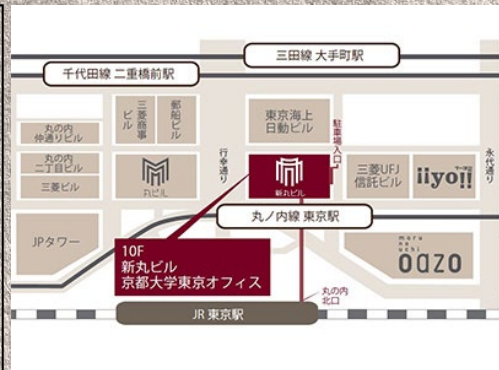 三田線 大手町駅
千代田線 二重橋前駅
丸の内
仲通りビル
三菱商事
ビル
郵船ビル
東京海上
日動ビル
駐車場入口
永代通り
丸の内
二丁目ビル
三菱ビル
丸ビル
行幸通り
新丸ビル
三菱UFJ
信託ビル
iiyo!!
イーヨ!!
丸ノ内線 東京駅
JPタワー
10F
新丸ビル
京都大学東京オフィス
maru
no
uchi
oazo
丸の内
北口
JR 東京駅